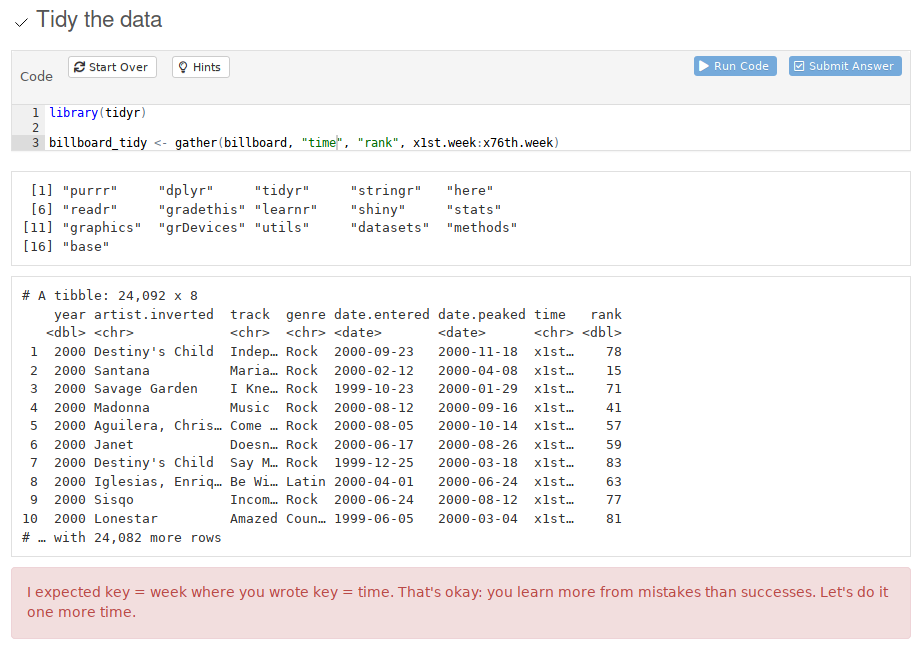 Tidy the data
Code
Start Over
Hints
Run Code
Submit Answer
1 library(tidyr)
2
3 billboard_tidy <- gather(billboard, "time", "rank", x1st.week:x76th.week)
[1] "purrr" "dplyr" "tidyr" "stringr" "here"
[6] "readr" "gradethis" "learnr" "shiny" "stats"
[11] "graphics" "grDevices" "utils" "datasets" "methods"
[16] "base"
# A tibble: 24,092 x 8
year artist.inverted track genre date.entered date.peaked time rank
<dbl> <chr> <chr> <chr> <date> <date> <chr> <dbl>
1 2000 Destiny's Child Indep… Rock 2000-09-23 2000-11-18 x1st… 78
2 2000 Santana Maria… Rock 2000-02-12 2000-04-08 x1st… 15
3 2000 Savage Garden I Kne… Rock 1999-10-23 2000-01-29 x1st… 71
4 2000 Madonna Music Rock 2000-08-12 2000-09-16 x1st… 41
5 2000 Aguilera, Chris… Come … Rock 2000-08-05 2000-10-14 x1st… 57
6 2000 Janet Doesn… Rock 2000-06-17 2000-08-26 x1st… 59
7 2000 Destiny's Child Say M… Rock 1999-12-25 2000-03-18 x1st… 83
8 2000 Iglesias, Enriq… Be Wi… Latin 2000-04-01 2000-06-24 x1st… 63
9 2000 Sisqo Incom… Rock 2000-06-24 2000-08-12 x1st… 77
10 2000 Lonestar Amazed Coun… 1999-06-05 2000-03-04 x1st… 81
# … with 24,082 more rows
I expected key = week where you wrote key = time. That's okay: you learn more from mistakes than successes. Let's do it
one more time.